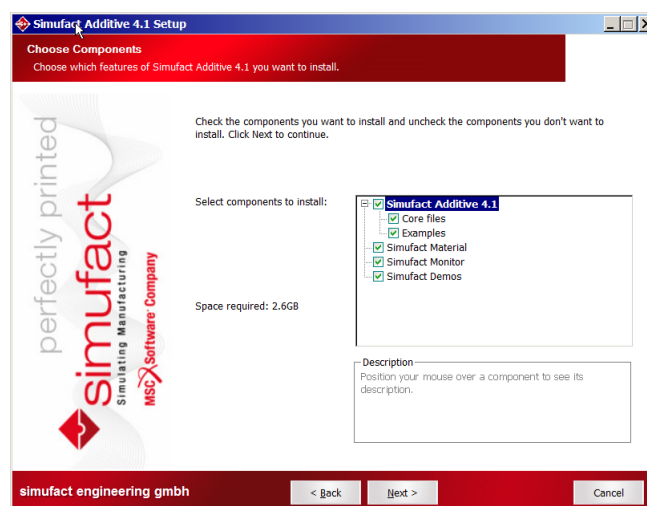 Simufact Additive 4.1 Setup
Choose Components
Choose which features of Simufact Additive 4.1 you want to install.
perfectly printed
simufact
Simulating Manufacturing
MSC Software Company
Check the components you want to install and uncheck the components you don't want to
install. Click Next to continue.
Select components to install:
Simufact Additive 4.1
Core files
Examples
Simufact Material
Simufact Monitor
Simufact Demos
Space required: 2.6GB
Description
Position your mouse over a component to see its
description.
simufact engineering gmbh
< Back
Next >
Cancel